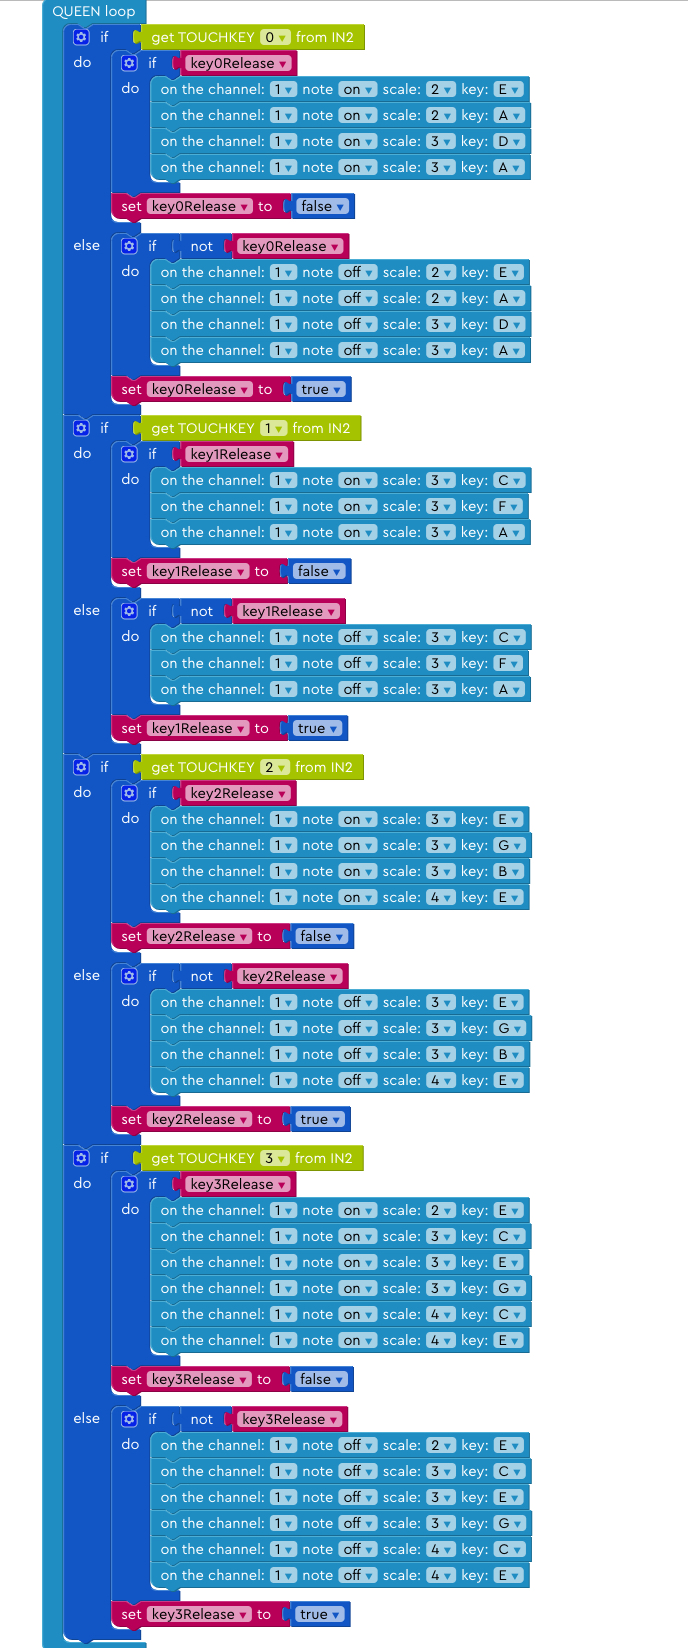 QUEEN loop
if get TOUCHKEY 0 from IN2
do if key0Release
do on the channel: 1 note on scale: 2 key: E
on the channel: 1 note on scale: 2 key: A
on the channel: 1 note on scale: 3 key: D
on the channel: 1 note on scale: 3 key: A
set key0Release to false
else if not key0Release
do on the channel: 1 note off scale: 2 key: E
on the channel: 1 note off scale: 2 key: A
on the channel: 1 note off scale: 3 key: D
on the channel: 1 note off scale: 3 key: A
set key0Release to true
if get TOUCHKEY 1 from IN2
do if key1Release
do on the channel: 1 note on scale: 3 key: C
on the channel: 1 note on scale: 3 key: F
on the channel: 1 note on scale: 3 key: A
set key1Release to false
else if not key1Release
do on the channel: 1 note off scale: 3 key: C
on the channel: 1 note off scale: 3 key: F
on the channel: 1 note off scale: 3 key: A
set key1Release to true
if get TOUCHKEY 2 from IN2
do if key2Release
do on the channel: 1 note on scale: 3 key: E
on the channel: 1 note on scale: 3 key: G
on the channel: 1 note on scale: 3 key: B
on the channel: 1 note on scale: 4 key: E
set key2Release to false
else if not key2Release
do on the channel: 1 note off scale: 3 key: E
on the channel: 1 note off scale: 3 key: G
on the channel: 1 note off scale: 3 key: B
on the channel: 1 note off scale: 4 key: E
set key2Release to true
if get TOUCHKEY 3 from IN2
do if key3Release
do on the channel: 1 note on scale: 2 key: E
on the channel: 1 note on scale: 3 key: C
on the channel: 1 note on scale: 3 key: E
on the channel: 1 note on scale: 3 key: G
on the channel: 1 note on scale: 4 key: C
on the channel: 1 note on scale: 4 key: E
set key3Release to false
else if not key3Release
do on the channel: 1 note off scale: 2 key: E
on the channel: 1 note off scale: 3 key: C
on the channel: 1 note off scale: 3 key: E
on the channel: 1 note off scale: 3 key: G
on the channel: 1 note off scale: 4 key: C
on the channel: 1 note off scale: 4 key: E
set key3Release to true